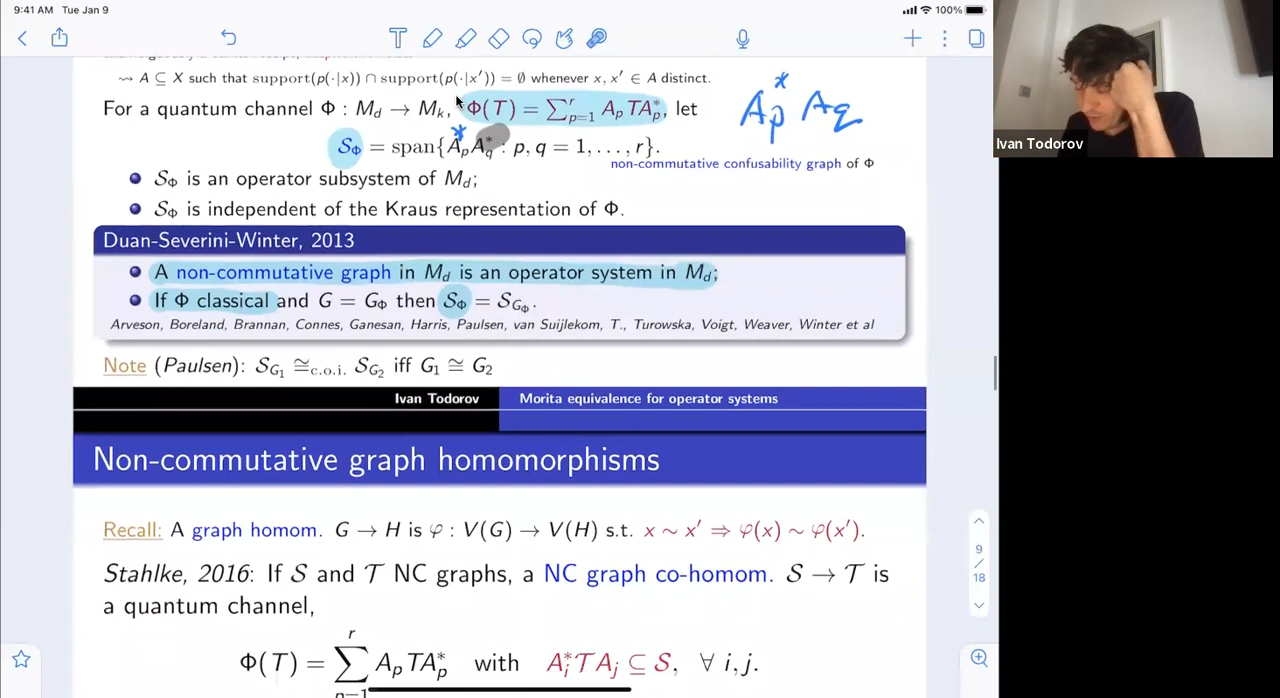 9:41 AM Tue Jan 9
100%
⇝ A ⊆ X such that support(p(·|x)) ∩ support(p(·|x′)) = ∅ whenever x, x′ ∈ A distinct.
For a quantum channel Φ : M_d → M_k, Φ(T) = ∑_{p=1}^r A_p T A_p^*, let
A_p^* A_q
S_Φ = span{A_p^* A_q^* : p, q = 1, . . . , r}.
non-commutative confusability graph of Φ
• S_Φ is an operator subsystem of M_d;
• S_Φ is independent of the Kraus representation of Φ.
Duan-Severini-Winter, 2013
• A non-commutative graph in M_d is an operator system in M_d;
• If Φ classical and G = G_Φ then S_Φ = S_{G_Φ}.
Arveson, Boreland, Brannan, Connes, Ganesan, Harris, Paulsen, van Suijlekom, T., Turowska, Voigt, Weaver, Winter et al
Note (Paulsen): S_{G_1} ≅_{c.o.i.} S_{G_2} iff G_1 ≅ G_2
Ivan Todorov Morita equivalence for operator systems
Non-commutative graph homomorphisms
Recall: A graph homom. G → H is φ : V(G) → V(H) s.t. x ∼ x′ ⇒ φ(x) ∼ φ(x′).
Stahlke, 2016: If S and T NC graphs, a NC graph co-homom. S → T is
a quantum channel,
Φ(T) = ∑_{p=1}^r A_p T A_p^* with A_i^* T A_j ⊆ S, ∀ i, j.
9
/
18
Ivan Todorov